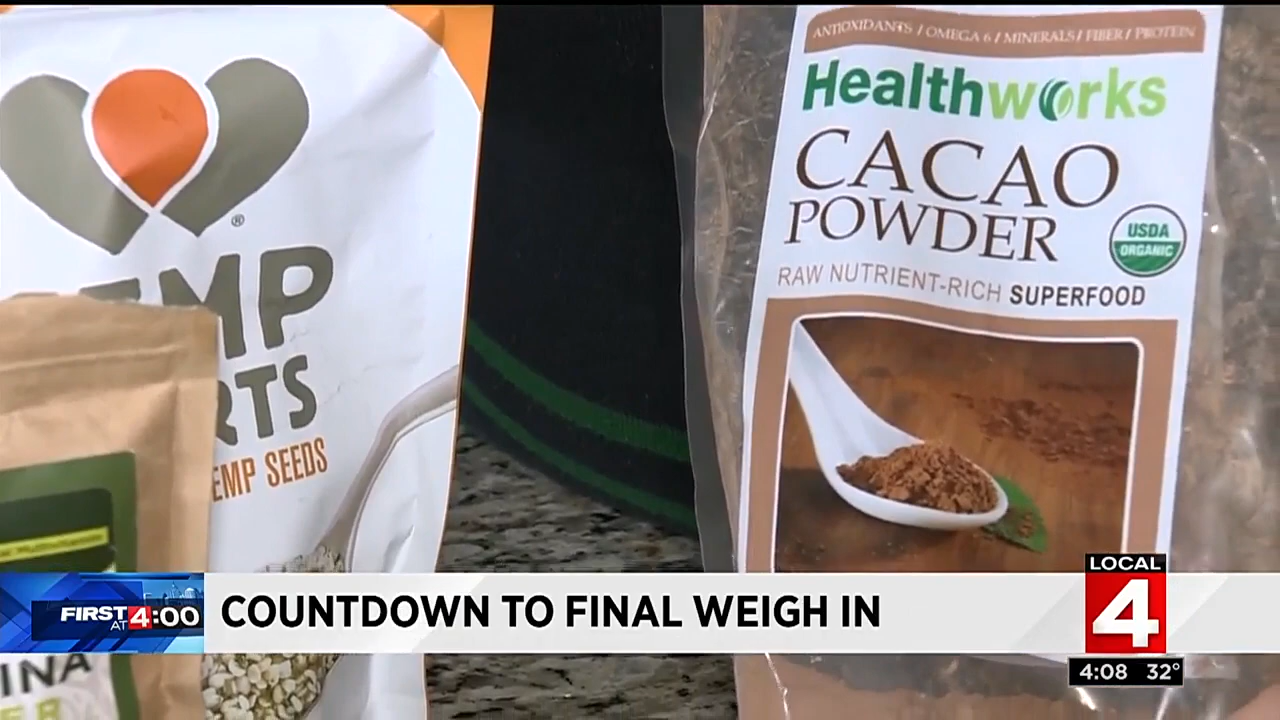 ANTIOXIDANTS / OMEGA 6 / MINERALS / FIBER / PROTEIN
Healthworks
CACAO
POWDER
USDA
ORGANIC
RAW NUTRIENT-RICH SUPERFOOD
®
EMP
RTS
EMP SEEDS
FIRST
AT 4:00
COUNTDOWN TO FINAL WEIGH IN
LOCAL
4
4:08 32°
INA